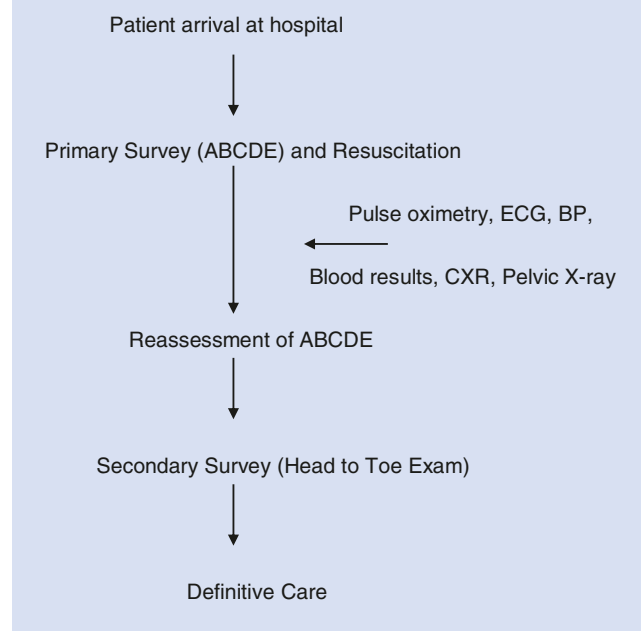 Patient arrival at hospital
Primary Survey (ABCDE) and Resuscitation
Pulse oximetry, ECG, BP,
Blood results, CXR, Pelvic X-ray
Reassessment of ABCDE
Secondary Survey (Head to Toe Exam)
Definitive Care